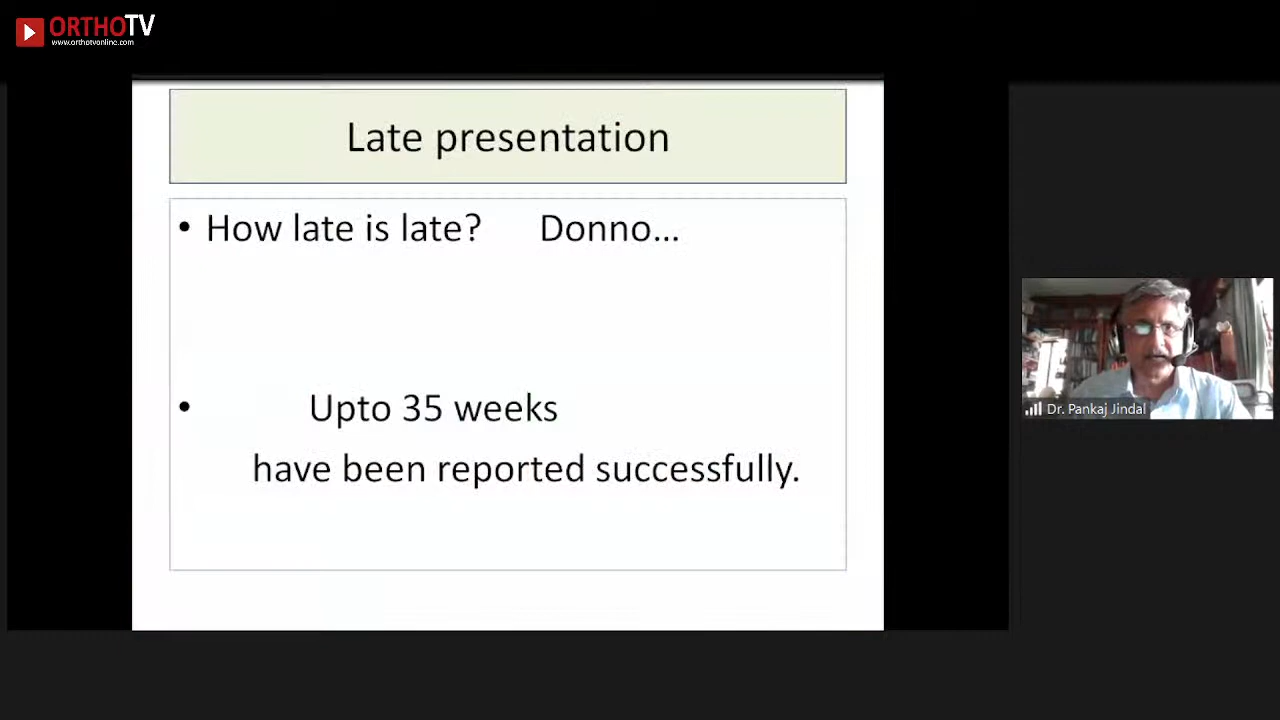 ORTHOTV
www.orthotvonline.com
Late presentation
• How late is late? Donno...
• Upto 35 weeks
have been reported successfully.
Dr. Pankaj Jindal